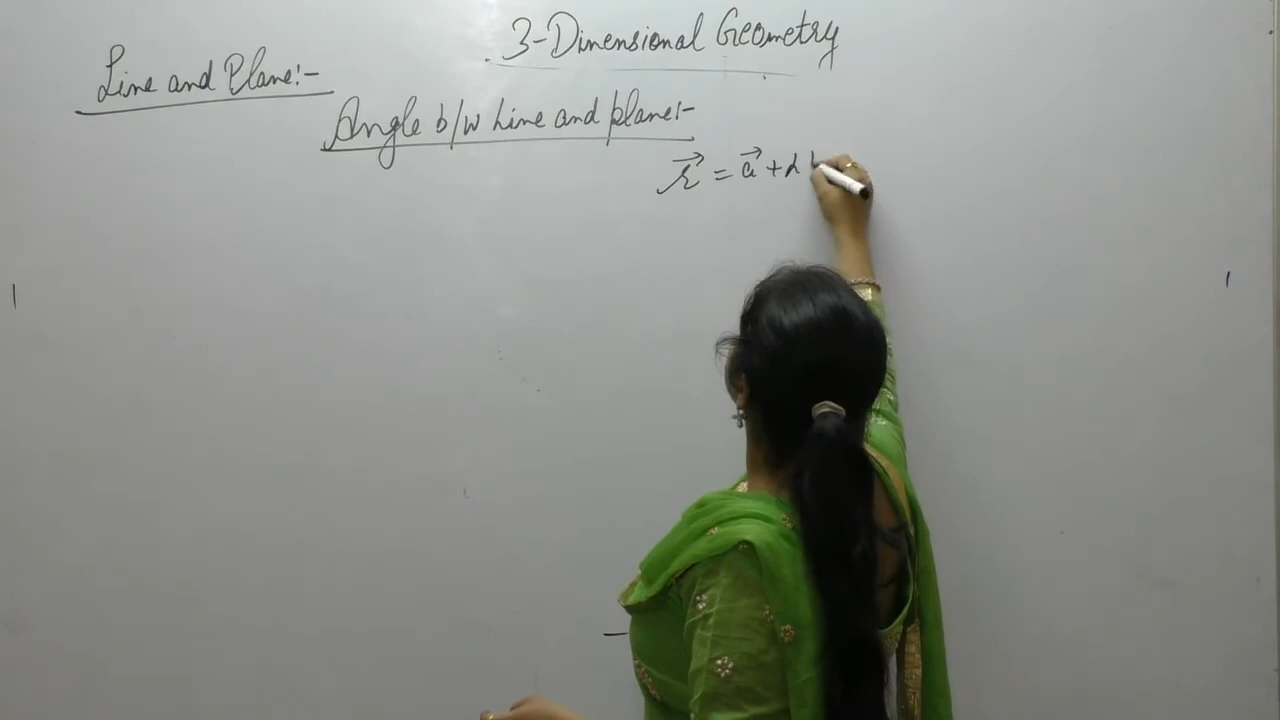 3-Dimensional Geometry
Line and Plane:-
Angle b/w Line and plane:-
r⃗ = a⃗ + λ